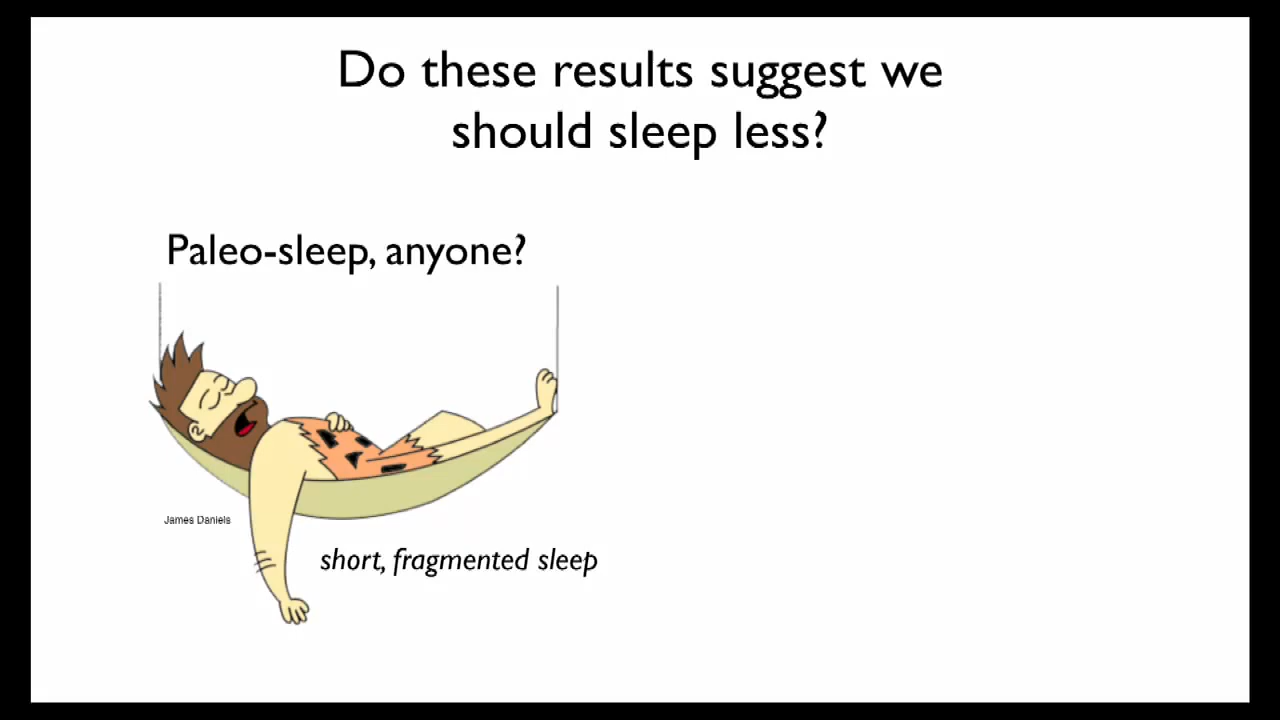 Do these results suggest we
should sleep less?
Paleo-sleep, anyone?
James Daniels
short, fragmented sleep